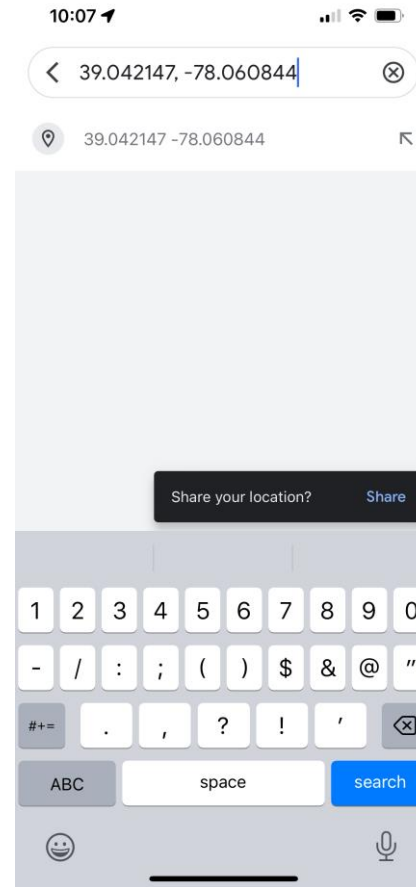 10:07
39.042147, -78.060844
39.042147 -78.060844
Share your location? Share
1 2 3 4 5 6 7 8 9 0
- / : ; ( ) $ & @ "
#+= . , ? ! '
ABC space search